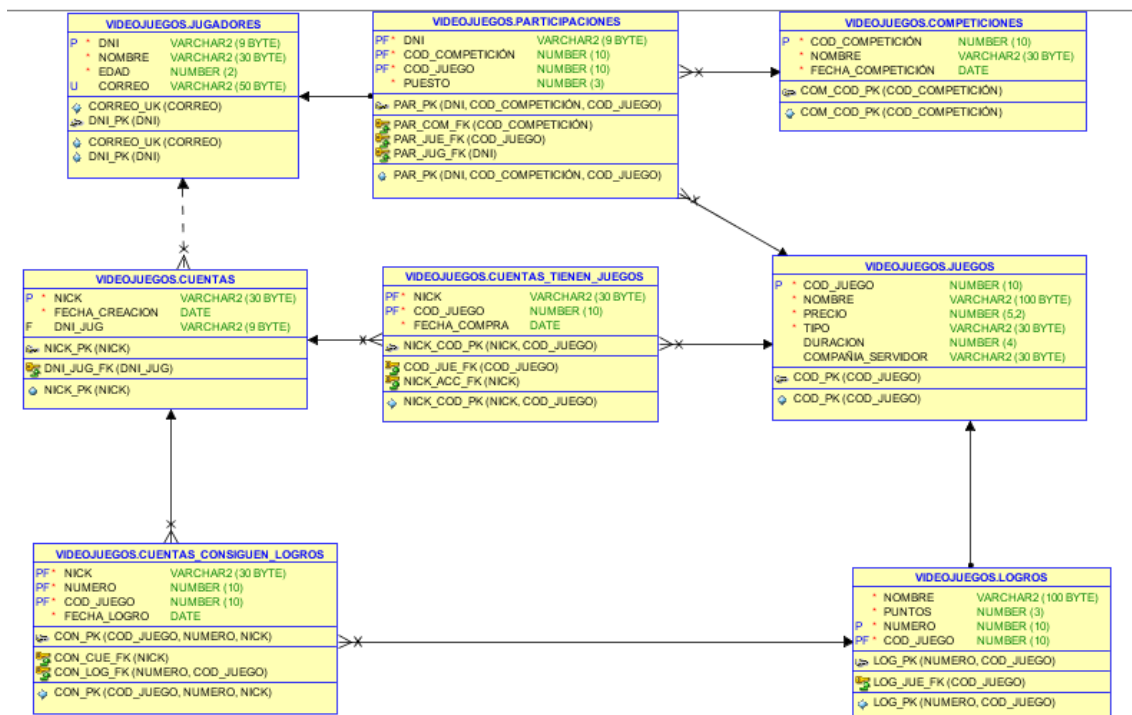 VIDEOJUEGOS.JUGADORES
P * DNI VARCHAR2 (9 BYTE)
* NOMBRE VARCHAR2 (30 BYTE)
* EDAD NUMBER (2)
U CORREO VARCHAR2 (50 BYTE)
CORREO_UK (CORREO)
DNI_PK (DNI)
CORREO_UK (CORREO)
DNI_PK (DNI)
VIDEOJUEGOS.PARTICIPACIONES
PF * DNI VARCHAR2 (9 BYTE)
PF * COD_COMPETICIÓN NUMBER (10)
PF * COD_JUEGO NUMBER (10)
* PUESTO NUMBER (3)
PAR_PK (DNI, COD_COMPETICIÓN, COD_JUEGO)
PAR_COM_FK (COD_COMPETICIÓN)
PAR_JUE_FK (COD_JUEGO)
PAR_JUG_FK (DNI)
PAR_PK (DNI, COD_COMPETICIÓN, COD_JUEGO)
VIDEOJUEGOS.COMPETICIONES
P * COD_COMPETICIÓN NUMBER (10)
* NOMBRE VARCHAR2 (30 BYTE)
* FECHA_COMPETICIÓN DATE
COM_COD_PK (COD_COMPETICIÓN)
COM_COD_PK (COD_COMPETICIÓN)
VIDEOJUEGOS.CUENTAS
P * NICK VARCHAR2 (30 BYTE)
* FECHA_CREACION DATE
F DNI_JUG VARCHAR2 (9 BYTE)
NICK_PK (NICK)
DNI_JUG_FK (DNI_JUG)
NICK_PK (NICK)
VIDEOJUEGOS.CUENTAS_TIENEN_JUEGOS
PF * NICK VARCHAR2 (30 BYTE)
PF * COD_JUEGO NUMBER (10)
* FECHA_COMPRA DATE
NICK_COD_PK (NICK, COD_JUEGO)
COD_JUE_FK (COD_JUEGO)
NICK_ACC_FK (NICK)
NICK_COD_PK (NICK, COD_JUEGO)
VIDEOJUEGOS.JUEGOS
P * COD_JUEGO NUMBER (10)
* NOMBRE VARCHAR2 (100 BYTE)
* PRECIO NUMBER (5,2)
* TIPO VARCHAR2 (30 BYTE)
DURACION NUMBER (4)
COMPAÑIA_SERVIDOR VARCHAR2 (30 BYTE)
COD_PK (COD_JUEGO)
COD_PK (COD_JUEGO)
VIDEOJUEGOS.CUENTAS_CONSIGUEN_LOGROS
PF * NICK VARCHAR2 (30 BYTE)
PF * NUMERO NUMBER (10)
PF * COD_JUEGO NUMBER (10)
* FECHA_LOGRO DATE
CON_PK (COD_JUEGO, NUMERO, NICK)
CON_CUE_FK (NICK)
CON_LOG_FK (NUMERO, COD_JUEGO)
CON_PK (COD_JUEGO, NUMERO, NICK)
VIDEOJUEGOS.LOGROS
* NOMBRE VARCHAR2 (100 BYTE)
* PUNTOS NUMBER (3)
P * NUMERO NUMBER (10)
PF * COD_JUEGO NUMBER (10)
LOG_PK (NUMERO, COD_JUEGO)
LOG_JUE_FK (COD_JUEGO)
LOG_PK (NUMERO, COD_JUEGO)